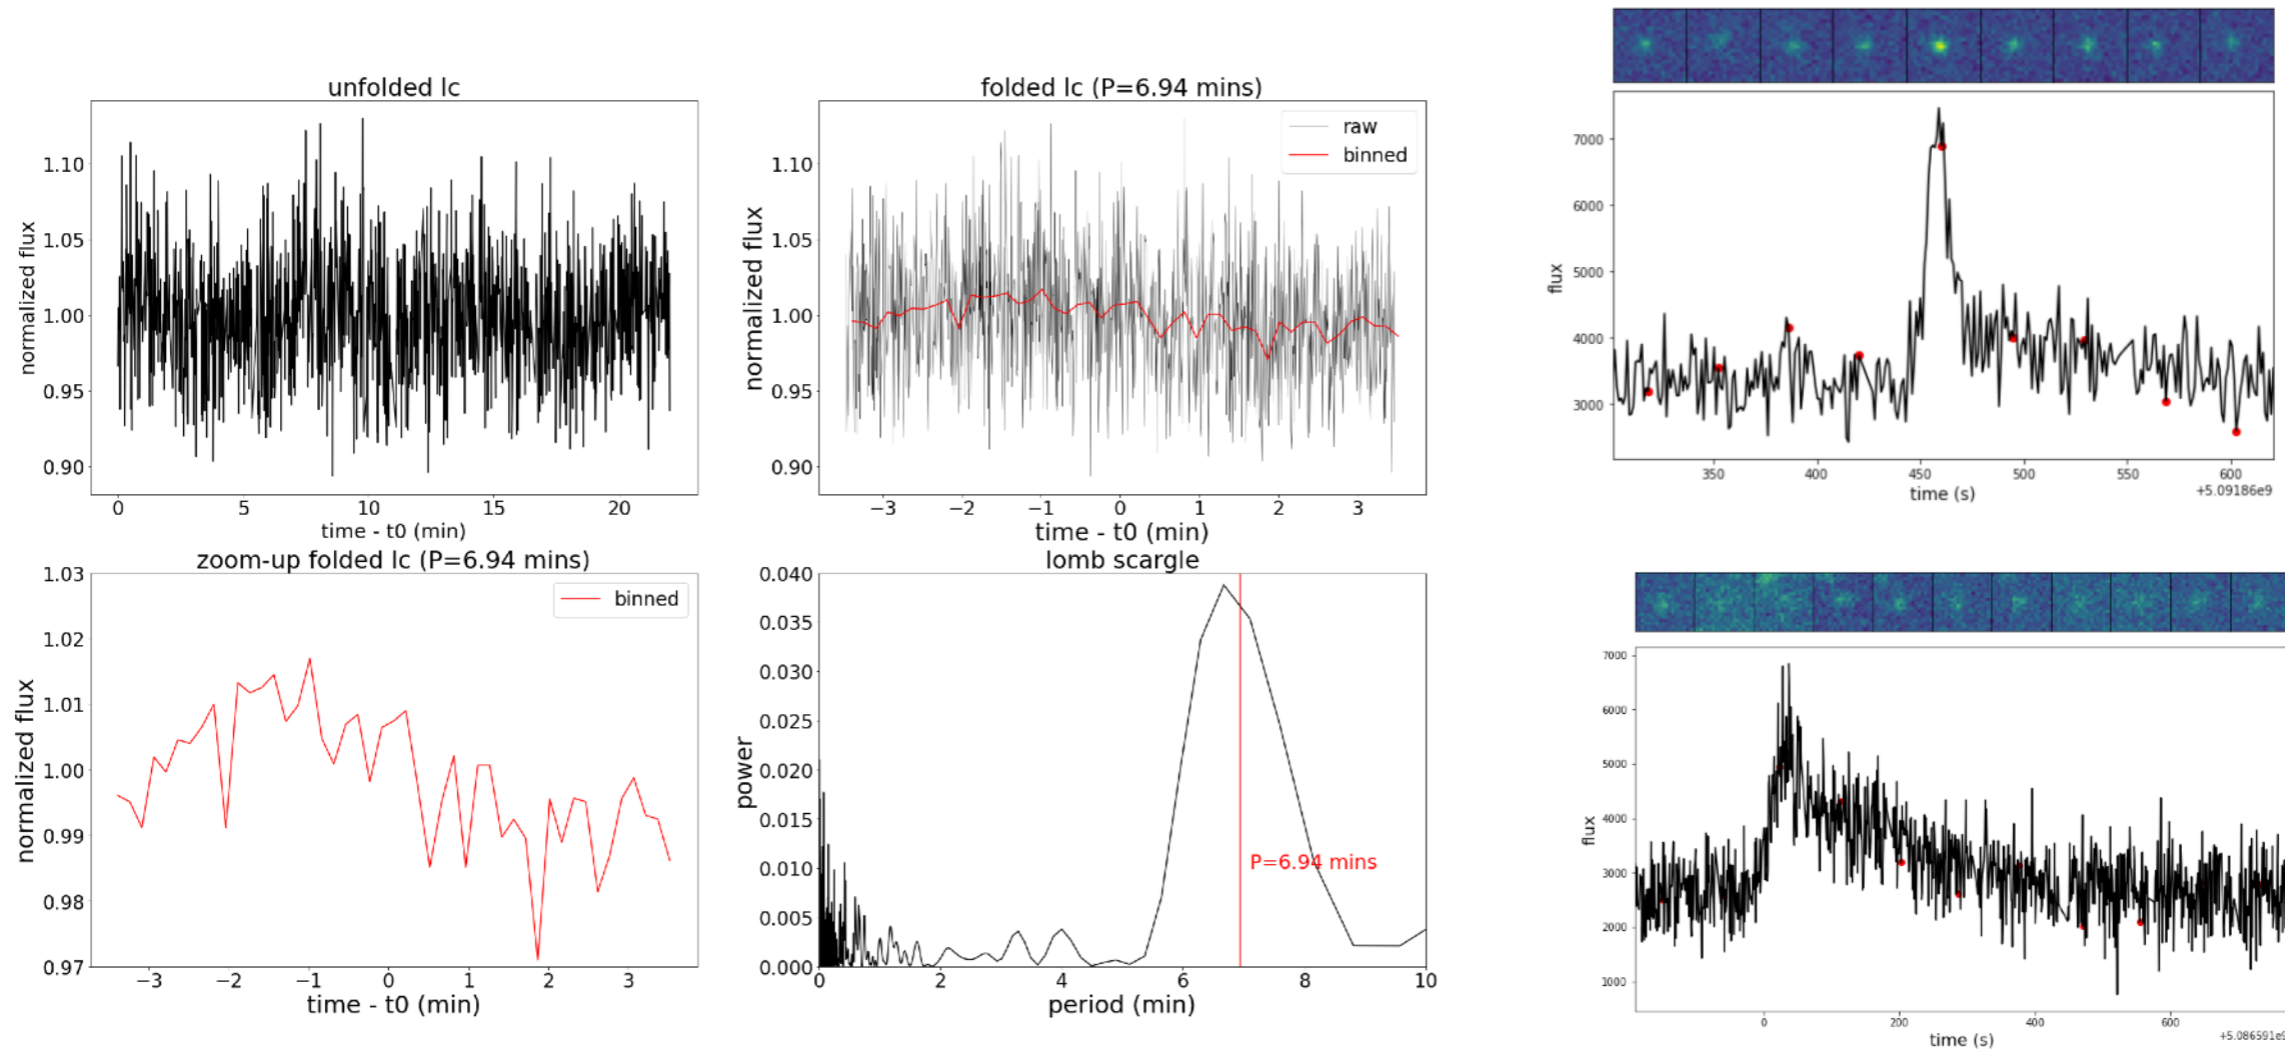 unfolded lc
normalized flux
1.10
1.05
1.00
0.95
0.90
0 5 10 15 20
time - t0 (min)
folded lc (P=6.94 mins)
raw
binned
normalized flux
1.10
1.05
1.00
0.95
0.90
−3 −2 −1 0 1 2 3
time - t0 (min)
flux
7000
6000
5000
4000
3000
350 400 450 500 550 600
time (s)
+5.09186e9
zoom-up folded lc (P=6.94 mins)
binned
normalized flux
1.03
1.02
1.01
1.00
0.99
0.98
0.97
−3 −2 −1 0 1 2 3
time - t0 (min)
lomb scargle
power
0.040
0.035
0.030
0.025
0.020
0.015
0.010
0.005
0.000
P=6.94 mins
0 2 4 6 8 10
period (min)
flux
7000
6000
5000
4000
3000
2000
1000
0 200 400 600
time (s)
+5.086591e9